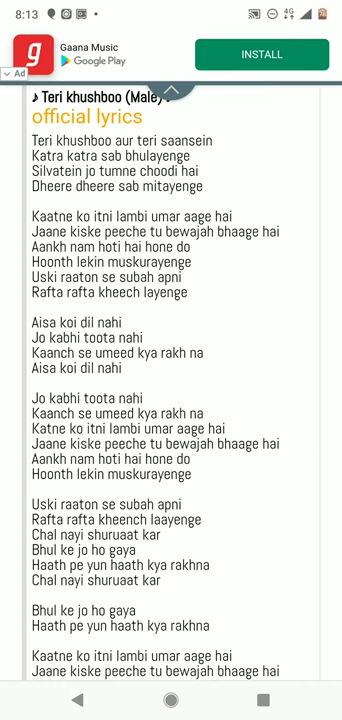 8:13
4G
Gaana Music
Google Play
INSTALL
Ad
♪ Teri khushboo (Male)
official lyrics
Teri khushboo aur teri saansein
Katra katra sab bhulayenge
Silvatein jo tumne choodi hai
Dheere dheere sab mitayenge
Kaatne ko itni lambi umar aage hai
Jaane kiske peeche tu bewajah bhaage hai
Aankh nam hoti hai hone do
Hoonth lekin muskurayenge
Uski raaton se subah apni
Rafta rafta kheech layenge
Aisa koi dil nahi
Jo kabhi toota nahi
Kaanch se umeed kya rakh na
Aisa koi dil nahi
Jo kabhi toota nahi
Kaanch se umeed kya rakh na
Katne ko itni lambi umar aage hai
Jaane kiske peeche tu bewajah bhaage hai
Aankh nam hoti hai hone do
Hoonth lekin muskurayenge
Uski raaton se subah apni
Rafta rafta kheench laayenge
Chal nayi shuruaat kar
Bhul ke jo ho gaya
Haath pe yun haath kya rakhna
Chal nayi shuruaat kar
Bhul ke jo ho gaya
Haath pe yun haath kya rakhna
Kaatne ko itni lambi umar aage hai
Jaane kiske peeche tu bewajah bhaage hai